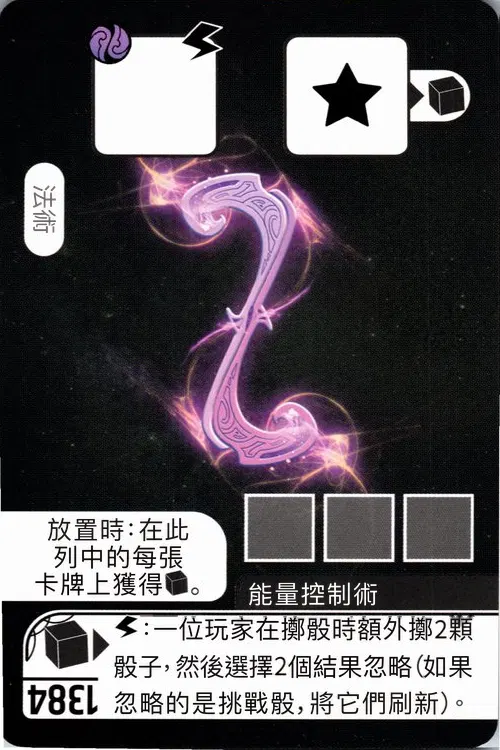 法術
放置時:在此
列中的每張
卡牌上獲得。
能量控制術
:一位玩家在擲骰時額外擲2顆
骰子,然後選擇2個結果忽略(如果
忽略的是挑戰骰,將它們刷新)。
1384